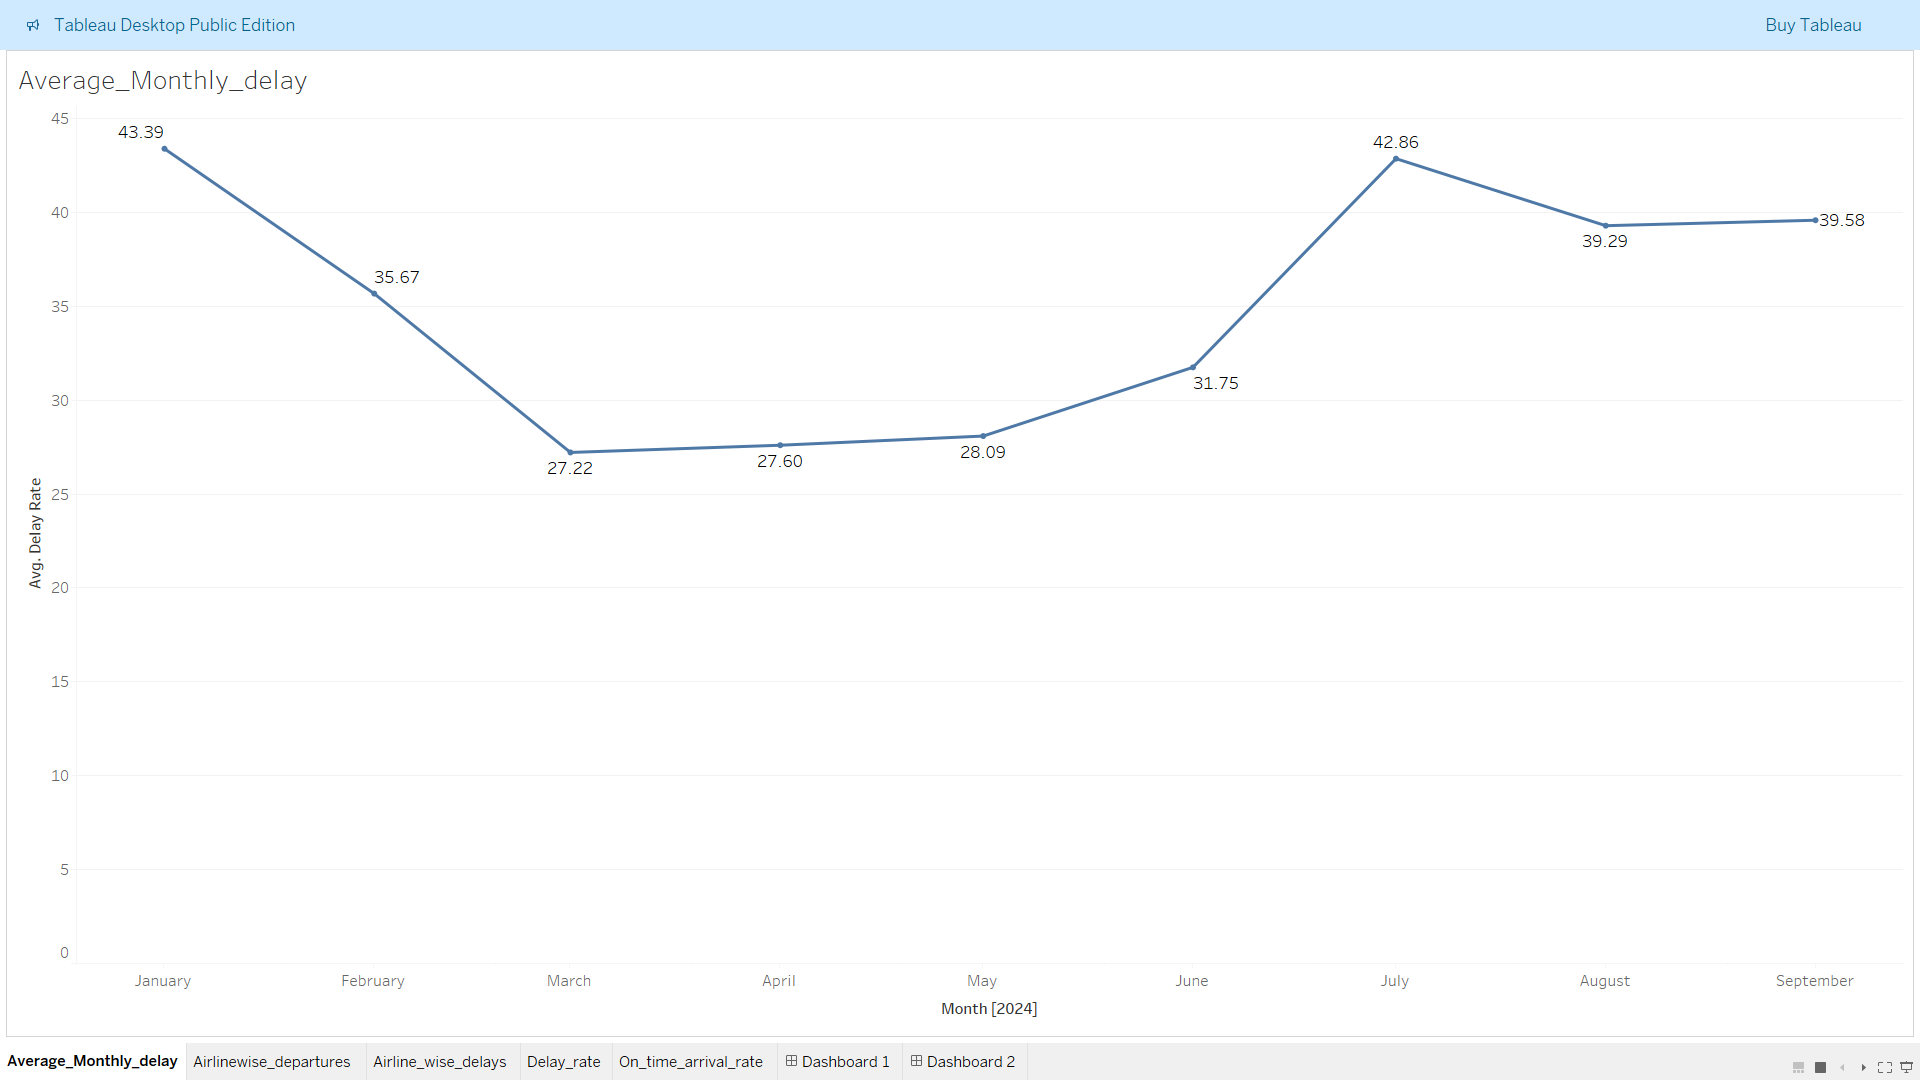 Tableau Desktop Public Edition
Buy Tableau
Average_Monthly_delay
45
40
35
30
25
20
15
10
5
0
Avg. Delay Rate
43.39
35.67
27.22
27.60
28.09
31.75
42.86
39.29
39.58
January February March April May June July August September
Month [2024]
Average_Monthly_delay Airlinewise_departures Airline_wise_delays Delay_rate On_time_arrival_rate Dashboard 1 Dashboard 2